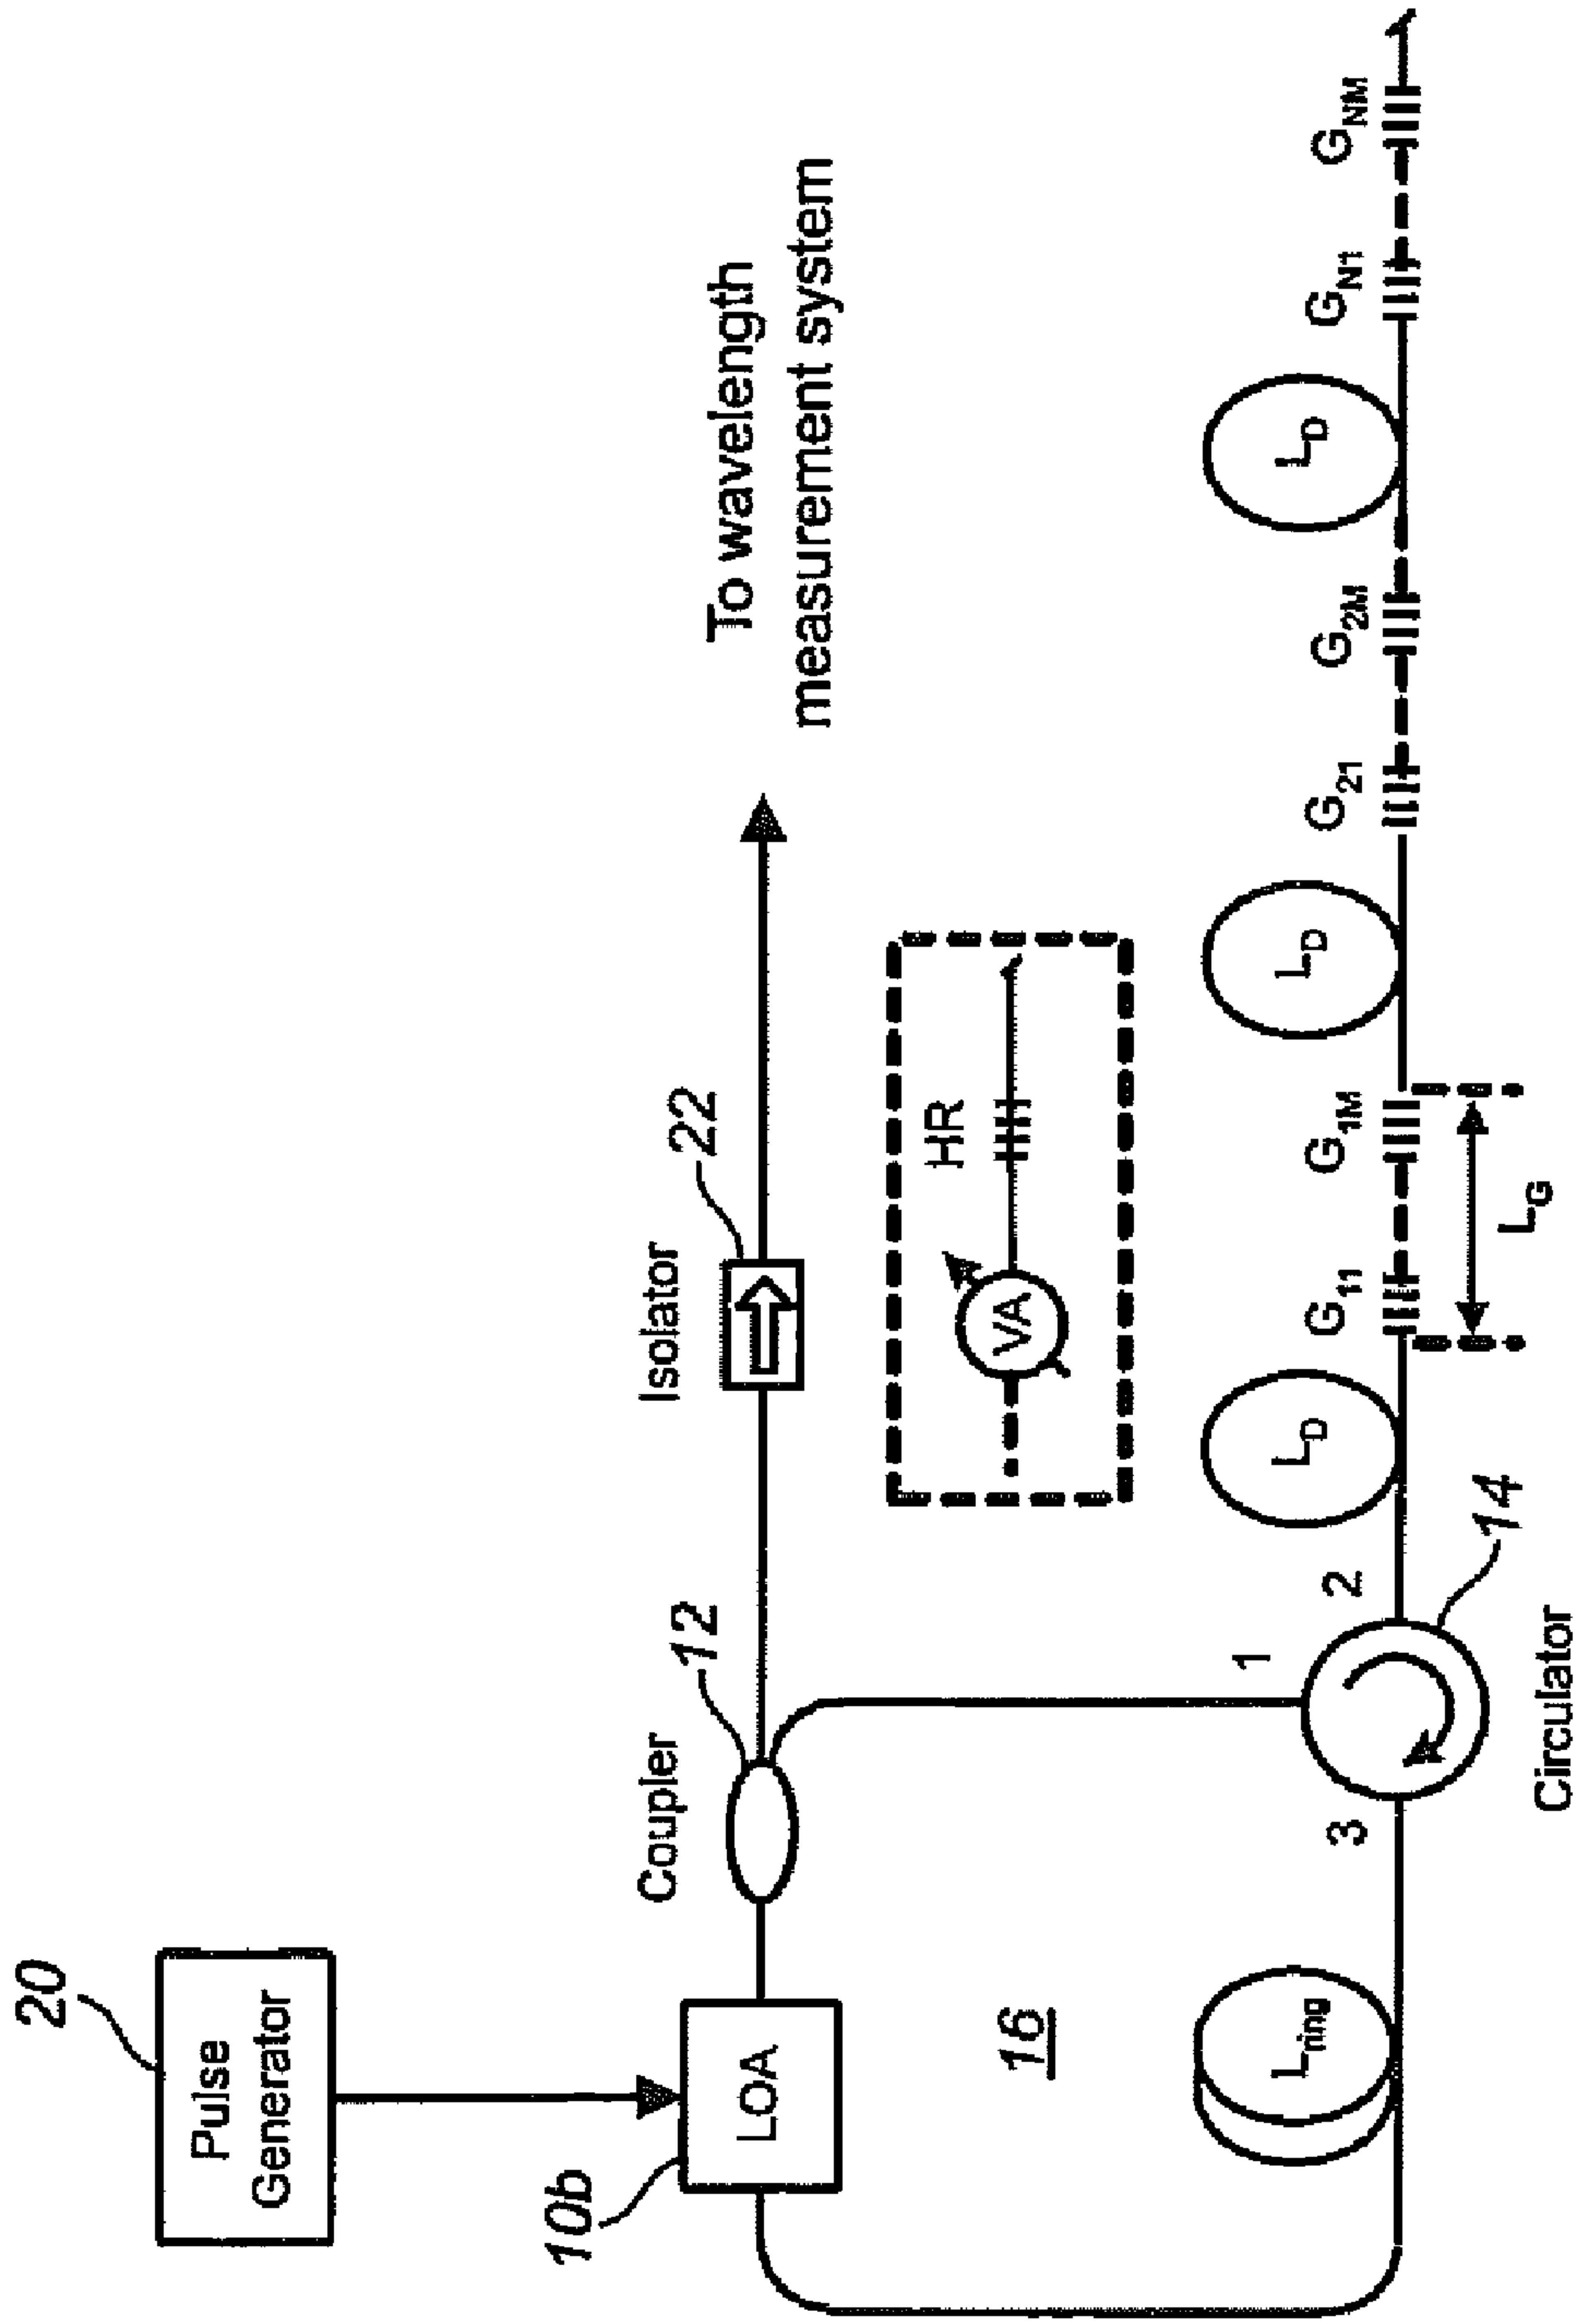 20
Pulse
Generator
10b
LOA
Coupler
12
Isolator
22
To wavelength
measurement system
16
HR
VA
L_ring
3
1
2
14
Circulator
L_D
G_11
G_1M
L_G
L_D
G_21
G_2M
L_D
G_N1
G_NM